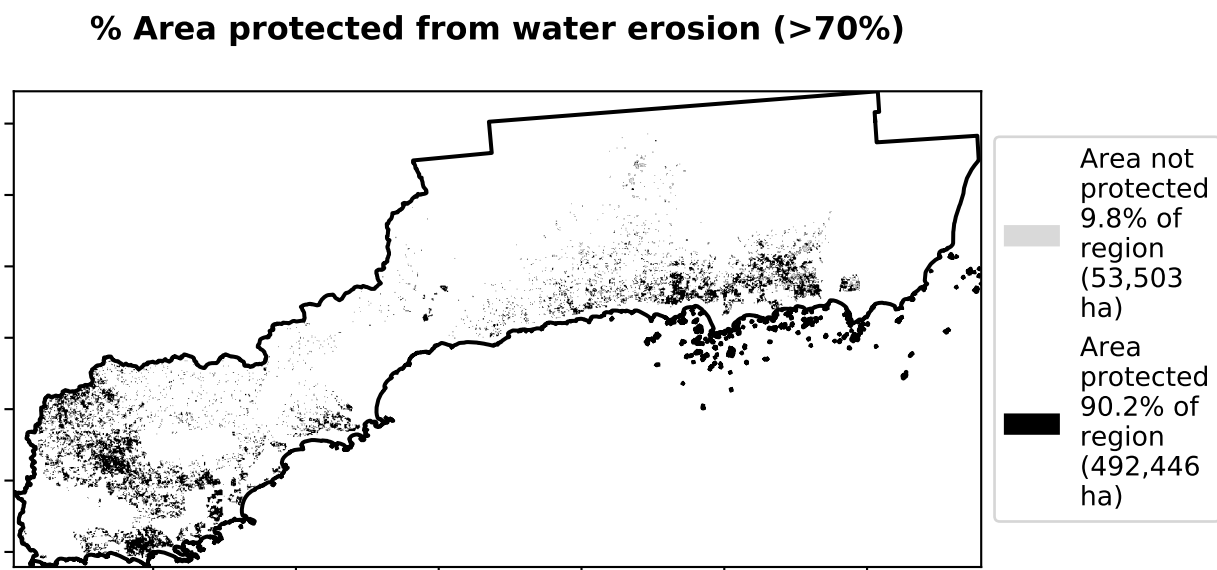 % Area protected from water erosion (>70%)
Area not
protected
9.8% of
region
(53,503
ha)
Area
protected
90.2% of
region
(492,446
ha)